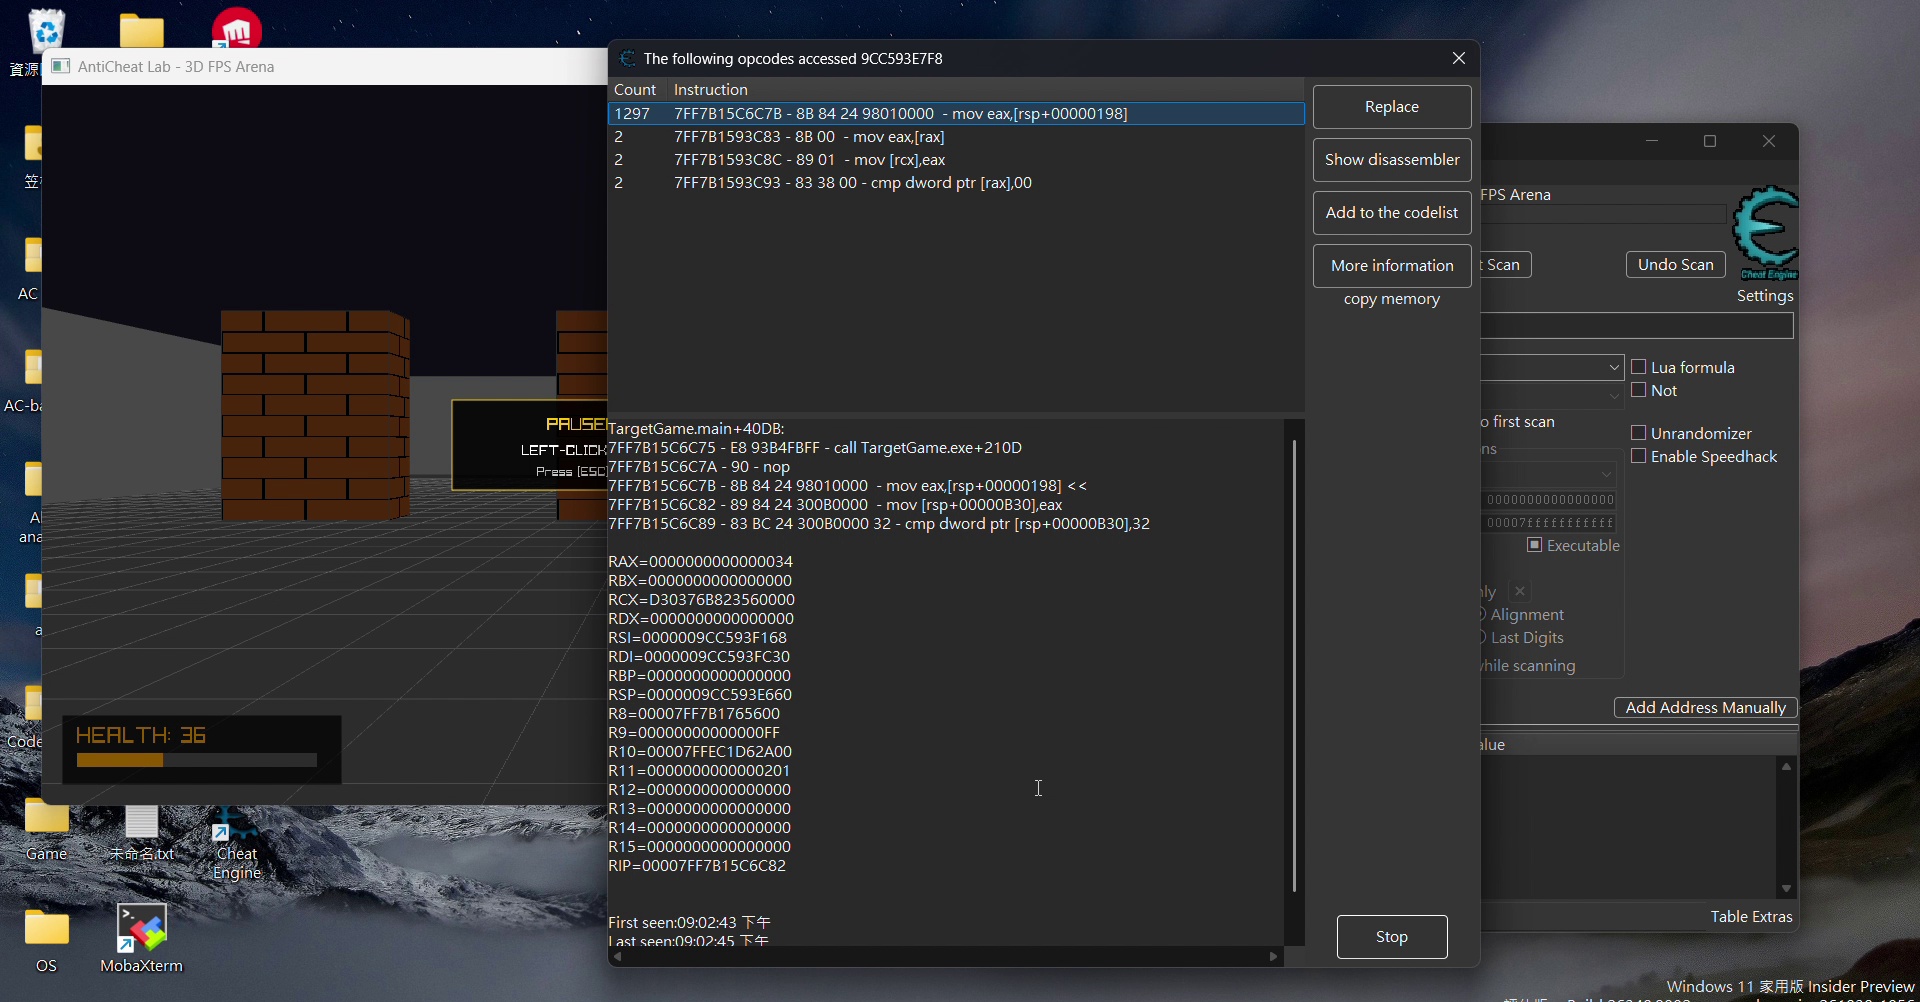 AntiCheat Lab - 3D FPS Arena
The following opcodes accessed 9CC593E7F8
Count Instruction
1297 7FF7B15C6C7B - 8B 84 24 98010000 - mov eax,[rsp+00000198]
2 7FF7B1593C83 - 8B 00 - mov eax,[rax]
2 7FF7B1593C8C - 89 01 - mov [rcx],eax
2 7FF7B1593C93 - 83 38 00 - cmp dword ptr [rax],00
Replace
Show disassembler
Add to the codelist
More information
copy memory
TargetGame.main+40DB:
7FF7B15C6C75 - E8 93B4FBFF - call TargetGame.exe+210D
7FF7B15C6C7A - 90 - nop
7FF7B15C6C7B - 8B 84 24 98010000 - mov eax,[rsp+00000198] <<
7FF7B15C6C82 - 89 84 24 300B0000 - mov [rsp+00000B30],eax
7FF7B15C6C89 - 83 BC 24 300B0000 32 - cmp dword ptr [rsp+00000B30],32
RAX=0000000000000034
RBX=0000000000000000
RCX=D30376B823560000
RDX=0000000000000000
RSI=0000009CC593F168
RDI=0000009CC593FC30
RBP=0000000000000000
RSP=0000009CC593E660
R8=00007FF7B1765600
R9=00000000000000FF
R10=00007FFEC1D62A00
R11=0000000000000201
R12=0000000000000000
R13=0000000000000000
R14=0000000000000000
R15=0000000000000000
RIP=00007FF7B15C6C82
First seen:09:02:43 下午
Last seen:09:02:45 下午
Stop
PAUSE
LEFT-CLICK
Press [ESC]
HEALTH: 36
FPS Arena
Scan
Undo Scan
Cheat Engine
Settings
Lua formula
Not
o first scan
Unrandomizer
Enable Speedhack
ns
0000000000000000
00007fffffffffff
Executable
ly
Alignment
Last Digits
while scanning
Add Address Manually
alue
Table Extras
資源
AC
AC-ba
A
ana
a
Code
Game
未命名.txt
Cheat
Engine
OS
MobaXterm
Windows 11 家用版 Insider Preview